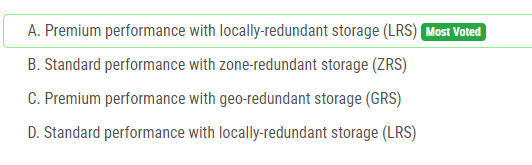 A. Premium performance with locally-redundant storage (LRS) Most Voted
B. Standard performance with zone-redundant storage (ZRS)
C. Premium performance with geo-redundant storage (GRS)
D. Standard performance with locally-redundant storage (LRS)